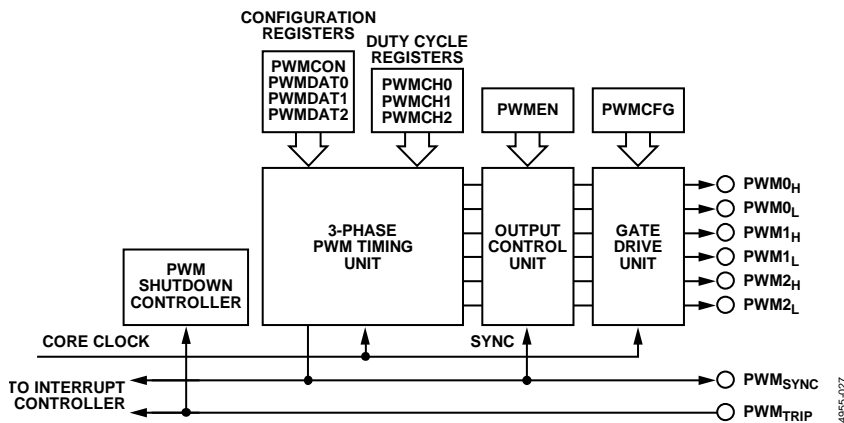 CONFIGURATION
REGISTERS
PWMCON
PWMDAT0
PWMDAT1
PWMDAT2
DUTY CYCLE
REGISTERS
PWMCH0
PWMCH1
PWMCH2
PWMEN
PWMCFG
3-PHASE
PWM TIMING
UNIT
OUTPUT
CONTROL
UNIT
GATE
DRIVE
UNIT
PWM0H
PWM0L
PWM1H
PWM1L
PWM2H
PWM2L
PWM
SHUTDOWN
CONTROLLER
CORE CLOCK
SYNC
TO INTERRUPT
CONTROLLER
PWMSYNC
PWMTRIP
4955-027